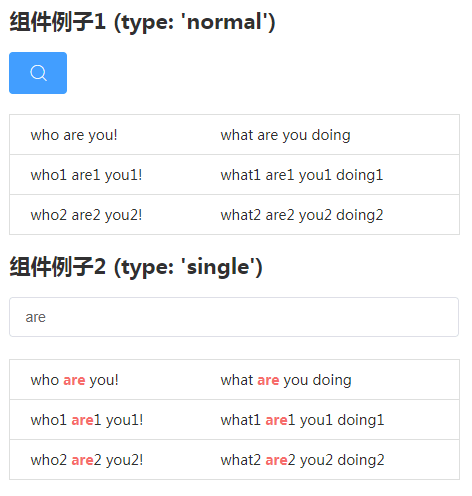 组件例子1 (type: 'normal')
who are you! what are you doing
who1 are1 you1! what1 are1 you1 doing1
who2 are2 you2! what2 are2 you2 doing2
组件例子2 (type: 'single')
are
who are you! what are you doing
who1 are1 you1! what1 are1 you1 doing1
who2 are2 you2! what2 are2 you2 doing2